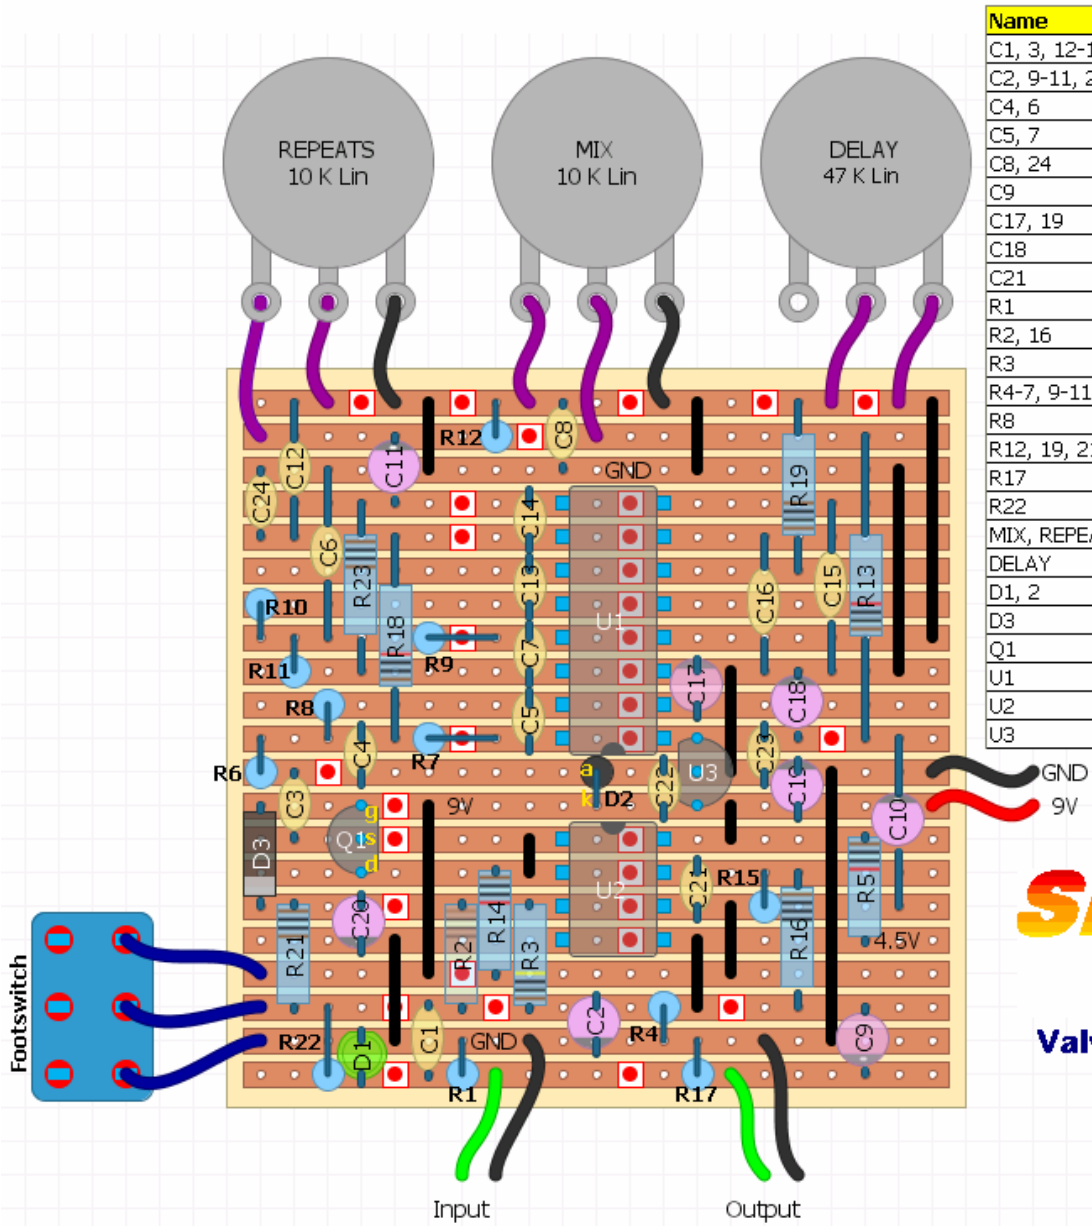 REPEATS
10 K Lin
MIX
10 K Lin
DELAY
47 K Lin
Name
C1, 3, 12-1
C2, 9-11, 2
C4, 6
C5, 7
C8, 24
C9
C17, 19
C18
C21
R1
R2, 16
R3
R4-7, 9-11
R8
R12, 19, 21
R17
R22
MIX, REPEA
DELAY
D1, 2
D3
Q1
U1
U2
U3
R12
C8
C12
C11
GND
C24
R19
C14
C6
R23
C13
C16
C15
R13
R10
U1
R18
R9
C7
R11
C17
C18
R8
C5
C4
R7
C23
R6
a
U3
GND
C3
k
D2
C22
C19
9V
g
9V
C10
Q1
s
D3
d
U2
C21
R15
R5
C20
R14
R21
R2
R3
R16
4.5V
Footswitch
C2
R4
R22
D1
C1
GND
C9
Val
R1
R17
Input
Output